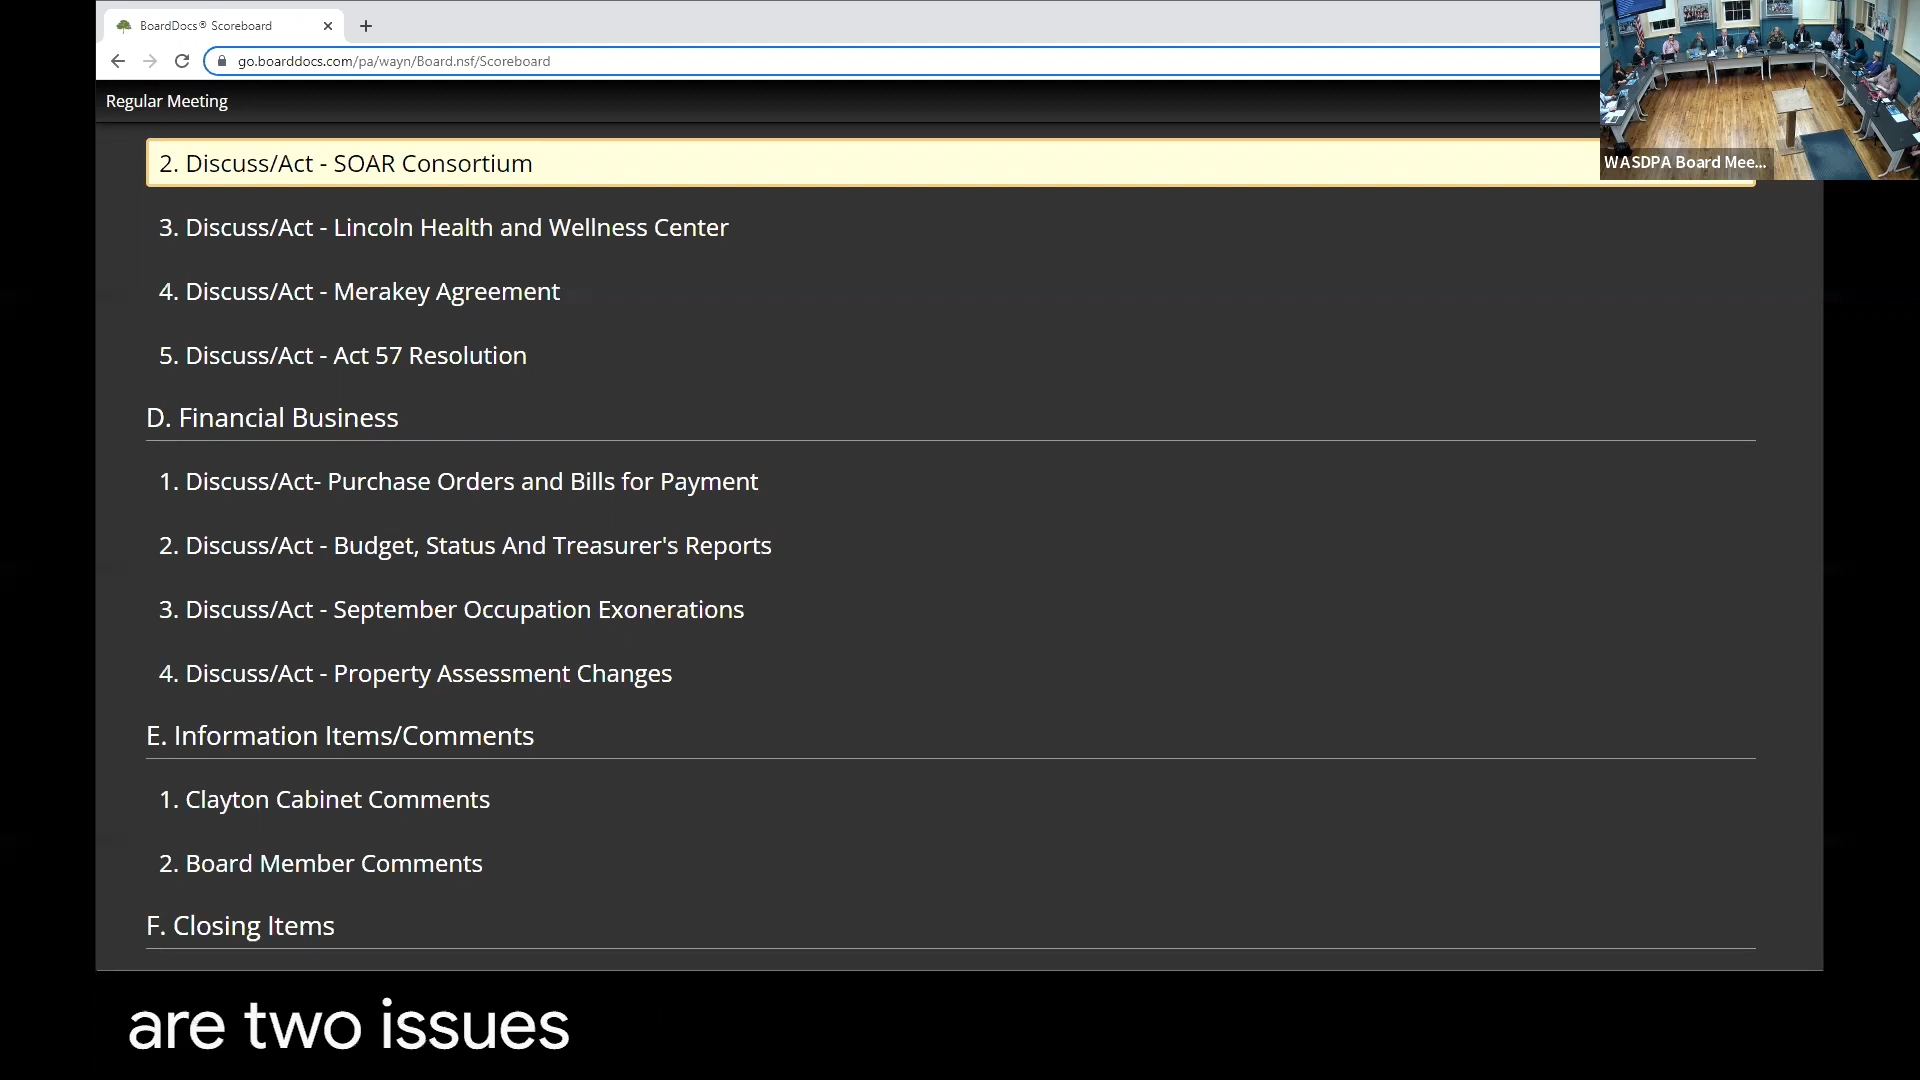 BoardDocs® Scoreboard
go.boarddocs.com/pa/wayn/Board.nsf/Scoreboard
Regular Meeting
WASDPA Board Mee...
2. Discuss/Act - SOAR Consortium
3. Discuss/Act - Lincoln Health and Wellness Center
4. Discuss/Act - Merakey Agreement
5. Discuss/Act - Act 57 Resolution
D. Financial Business
1. Discuss/Act- Purchase Orders and Bills for Payment
2. Discuss/Act - Budget, Status And Treasurer's Reports
3. Discuss/Act - September Occupation Exonerations
4. Discuss/Act - Property Assessment Changes
E. Information Items/Comments
1. Clayton Cabinet Comments
2. Board Member Comments
F. Closing Items
are two issues